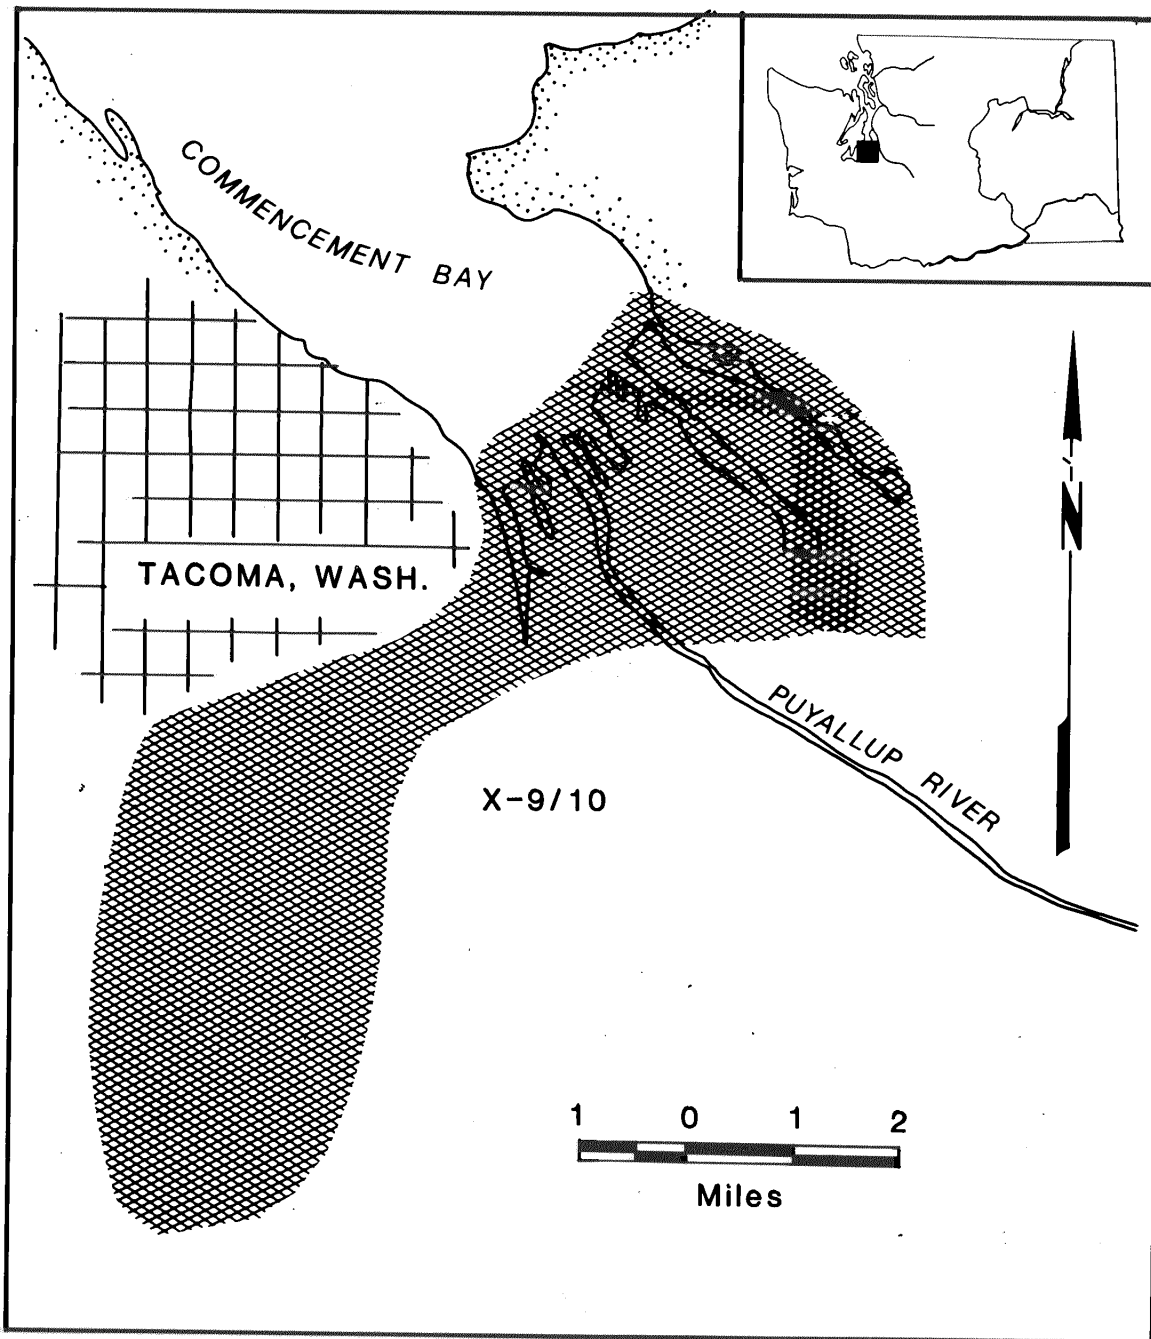 COMMENCEMENT BAY
TACOMA, WASH.
N
PUYALLUP RIVER
X-9/10
1 0 1 2
Miles